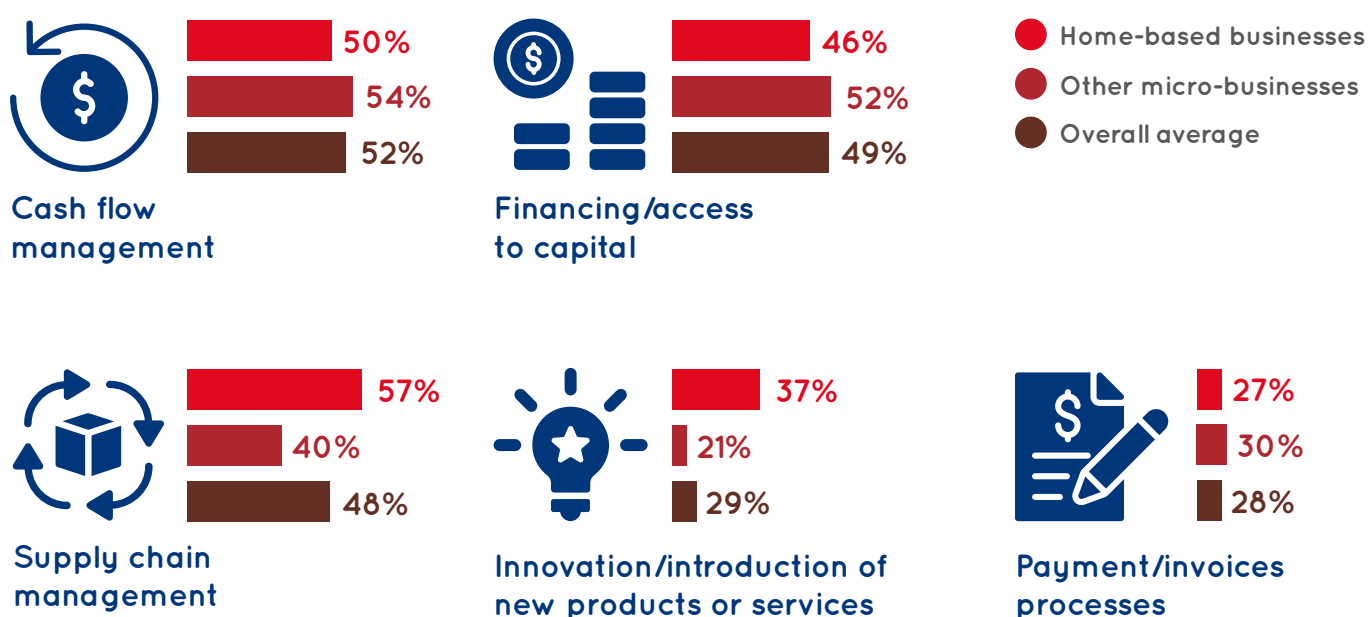 $
50%
54%
52%
Cash flow
management
$
46%
52%
49%
Financing/access
to capital
Home-based businesses
Other micro-businesses
Overall average
57%
40%
48%
Supply chain
management
37%
21%
29%
Innovation/introduction of
new products or services
$
27%
30%
28%
Payment/invoices
processes